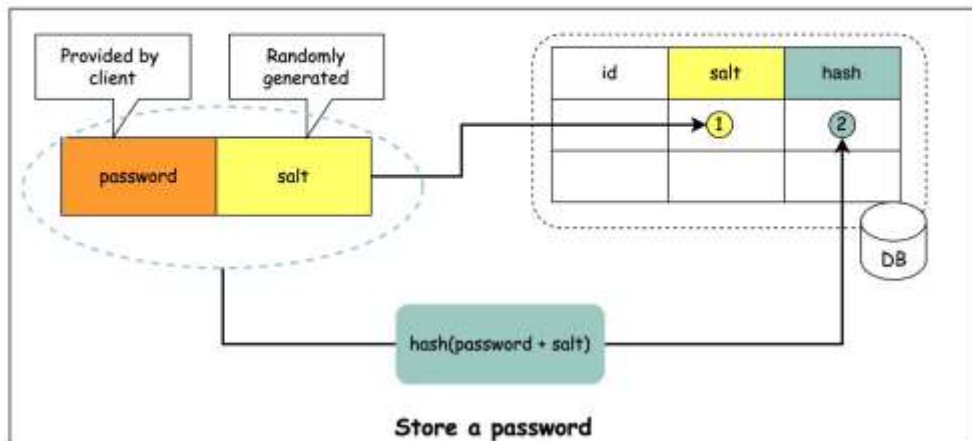 Provided by
client
Randomly
generated
id
salt
hash
1
2
password
salt
DB
hash(password + salt)
Store a password